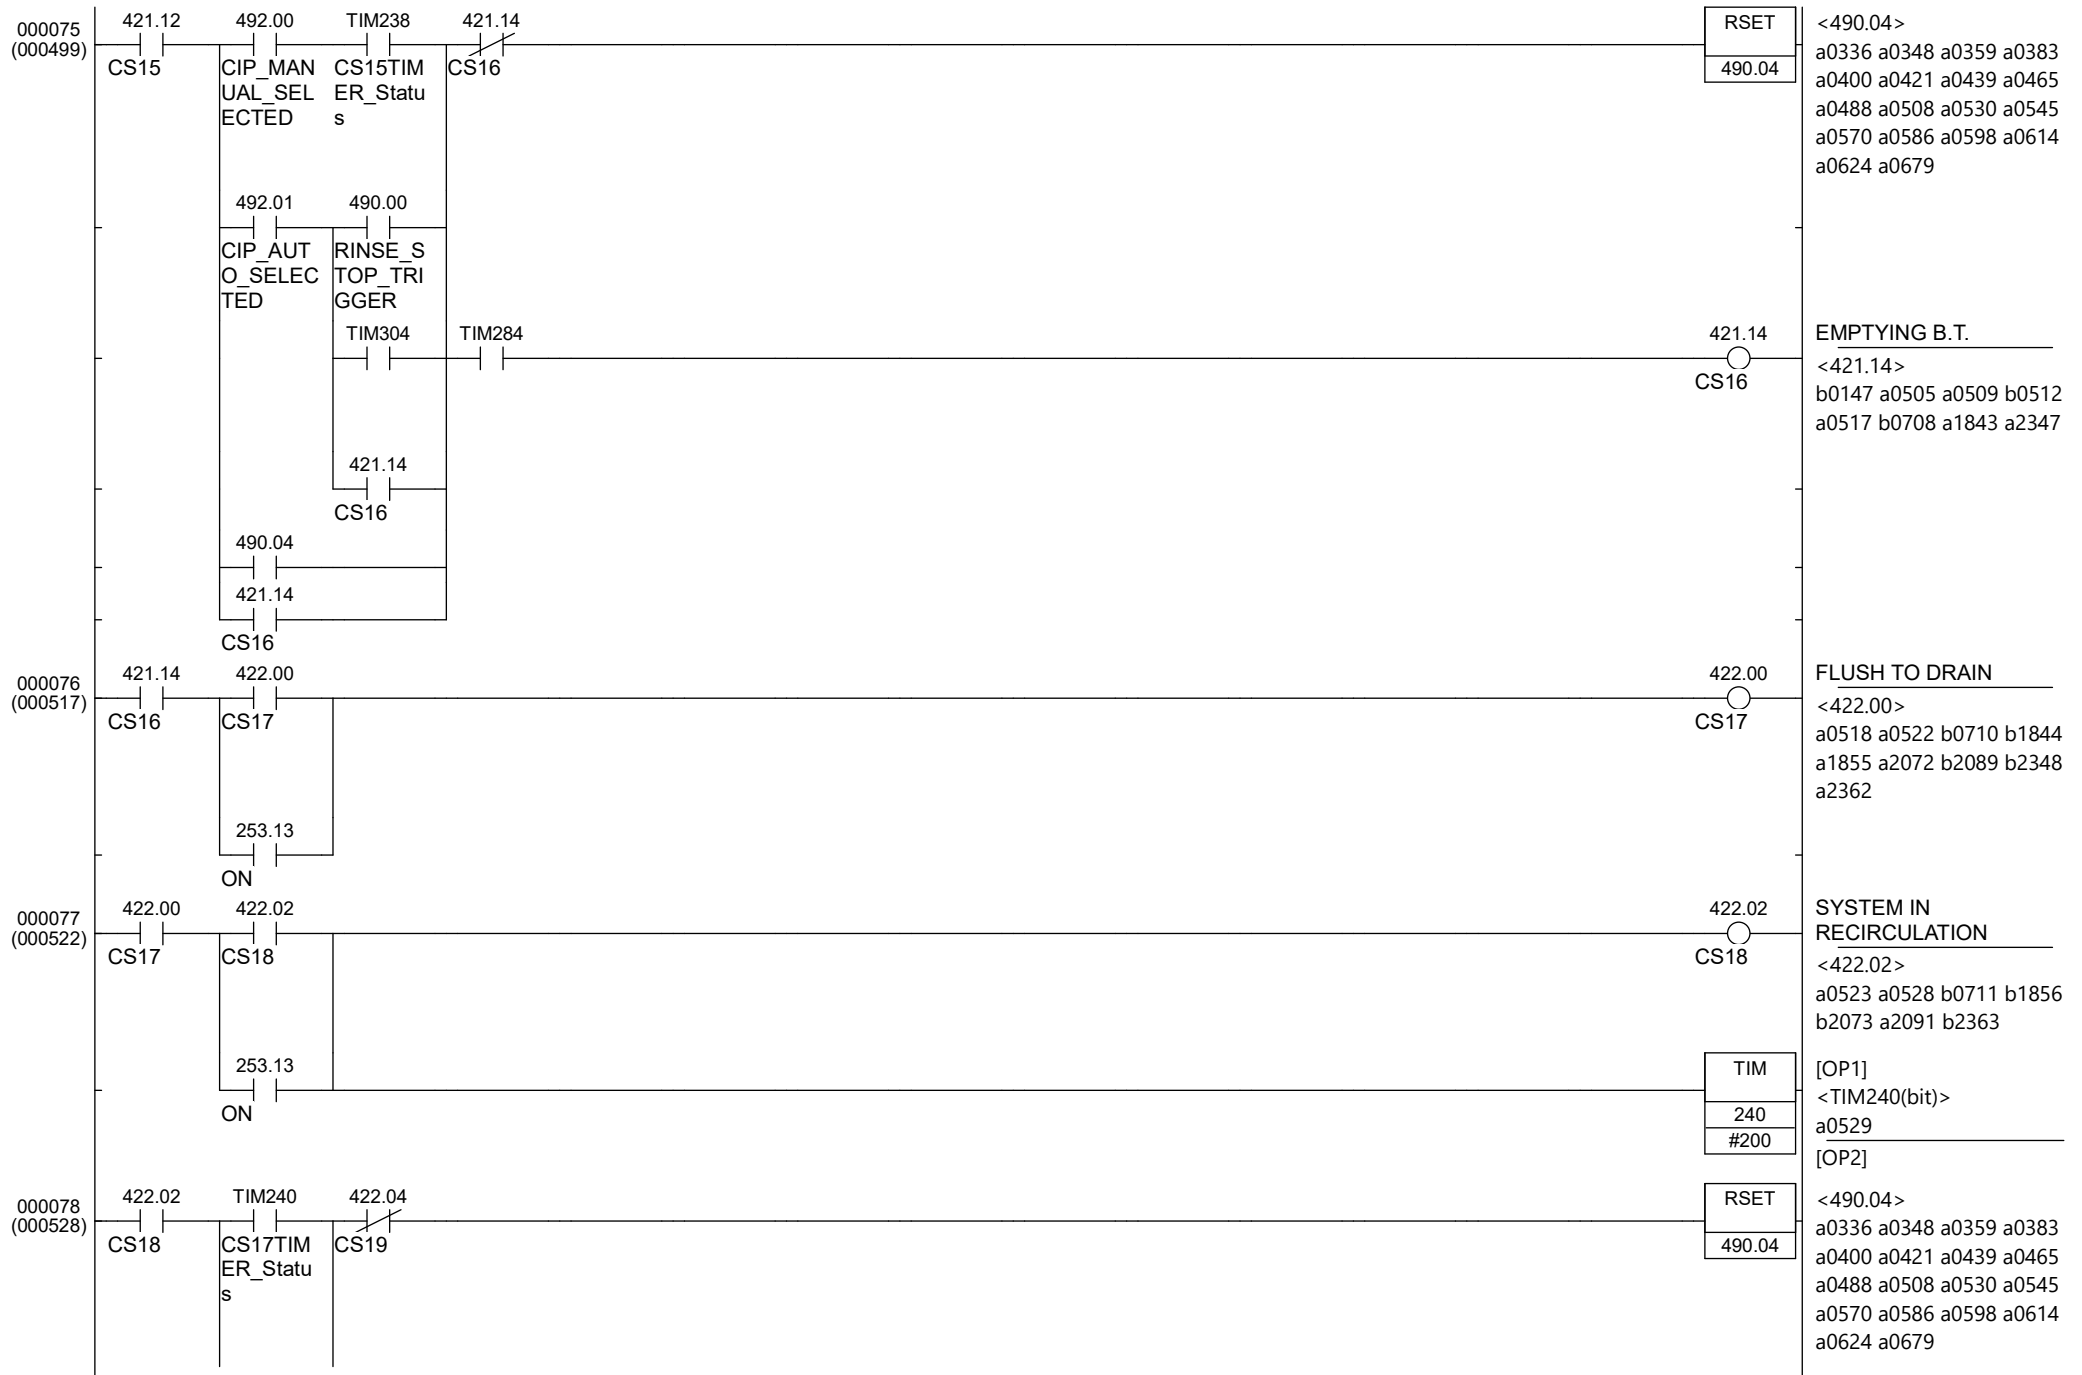 000075
(000499)
421.12 492.00 TIM238 421.14
CS15 CIP_MAN CS15TIM CS16
UAL_SEL ER_Statu
ECTED s
RSET
490.04
<490.04>
a0336 a0348 a0359 a0383
a0400 a0421 a0439 a0465
a0488 a0508 a0530 a0545
a0570 a0586 a0598 a0614
a0624 a0679
492.01 490.00
CIP_AUT RINSE_S
O_SELEC TOP_TRI
TED GGER
TIM304 TIM284 421.14
CS16
EMPTYING B.T.
<421.14>
b0147 a0505 a0509 b0512
a0517 b0708 a1843 a2347
421.14
CS16
490.04
421.14
CS16
000076
(000517)
421.14 422.00 422.00
CS16 CS17 CS17
FLUSH TO DRAIN
<422.00>
a0518 a0522 b0710 b1844
a1855 a2072 b2089 b2348
a2362
253.13
ON
000077
(000522)
422.00 422.02 422.02
CS17 CS18 CS18
SYSTEM IN
RECIRCULATION
<422.02>
a0523 a0528 b0711 b1856
b2073 a2091 b2363
253.13
ON
TIM
240
#200
[OP1]
<TIM240(bit)>
a0529
[OP2]
000078
(000528)
422.02 TIM240 422.04
CS18 CS17TIM CS19
ER_Statu
s
RSET
490.04
<490.04>
a0336 a0348 a0359 a0383
a0400 a0421 a0439 a0465
a0488 a0508 a0530 a0545
a0570 a0586 a0598 a0614
a0624 a0679